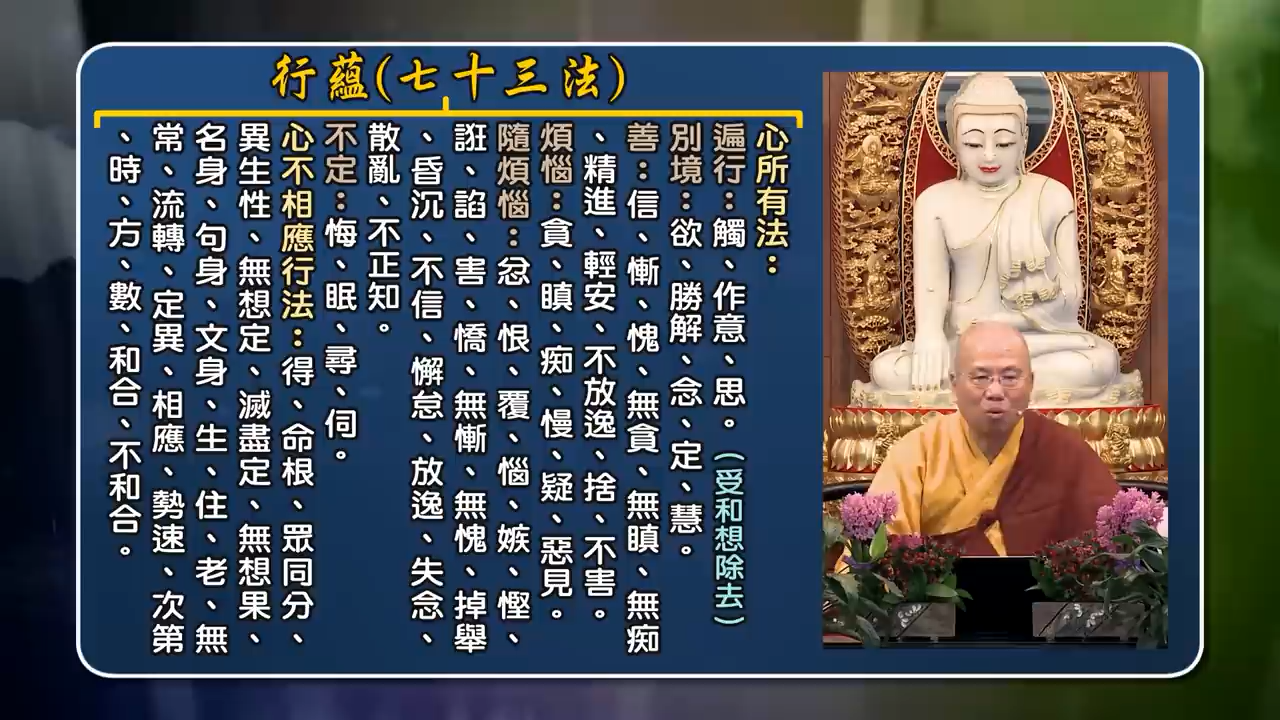 行蘊(七十三法)
心所有法：
遍行：觸、作意、思。(受和想除去)
別境：欲、勝解、念、定、慧。
善：信、慚、愧、無貪、無瞋、無痴
、精進、輕安、不放逸、捨、不害。
煩惱：貪、瞋、痴、慢、疑、惡見。
隨煩惱：忿、恨、覆、惱、嫉、慳、
誑、諂、害、憍、無慚、無愧、掉舉
、昏沉、不信、懈怠、放逸、失念、
散亂、不正知。
不定：悔、眠、尋、伺。
心不相應行法：得、命根、眾同分、
異生性、無想定、滅盡定、無想果、
名身、句身、文身、生、住、老、無
常、流轉、定異、相應、勢速、次第
、時、方、數、和合、不和合。